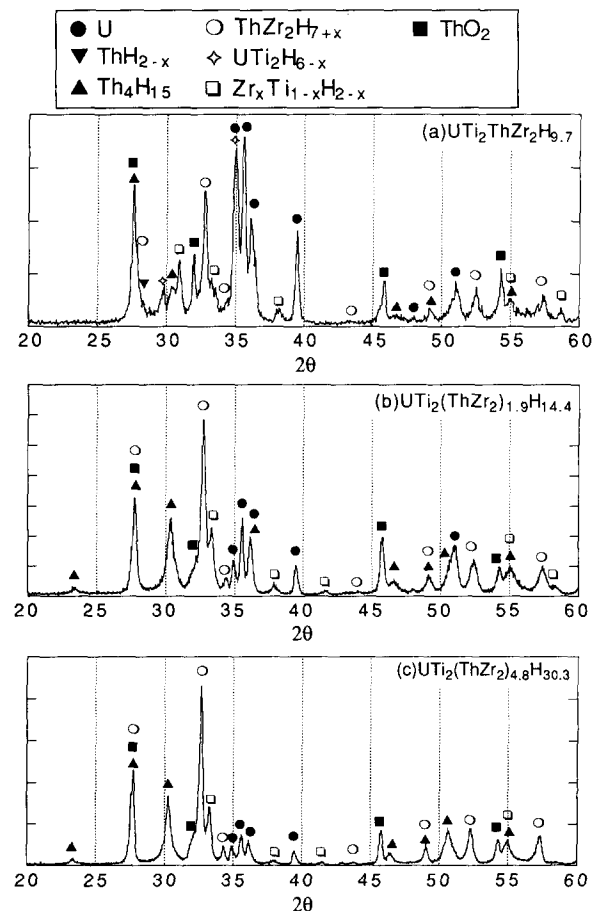 ● U ○ ThZr₂H₇₊ₓ ■ ThO₂
▼ ThH₂₋ₓ ✧ UTi₂H₆₋ₓ
▲ Th₄H₁₅ ❑ ZrₓTi₁₋ₓH₂₋ₓ
(a)UTi₂ThZr₂H₉.₇
20 25 30 35 40 45 50 55 60
2θ
(b)UTi₂(ThZr₂)₁.₉H₁₄.₄
20 25 30 35 40 45 50 55 60
2θ
(c)UTi₂(ThZr₂)₄.₈H₃₀.₃
20 25 30 35 40 45 50 55 60
2θ